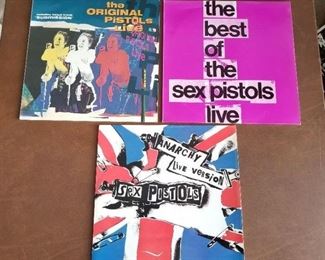 the
ORIGINAL
PISTOLS
LIVE
"SUBMISSION"
the
best
of
the
sex pistols
live
ANARCHY
Live version
SEX PISTOLS